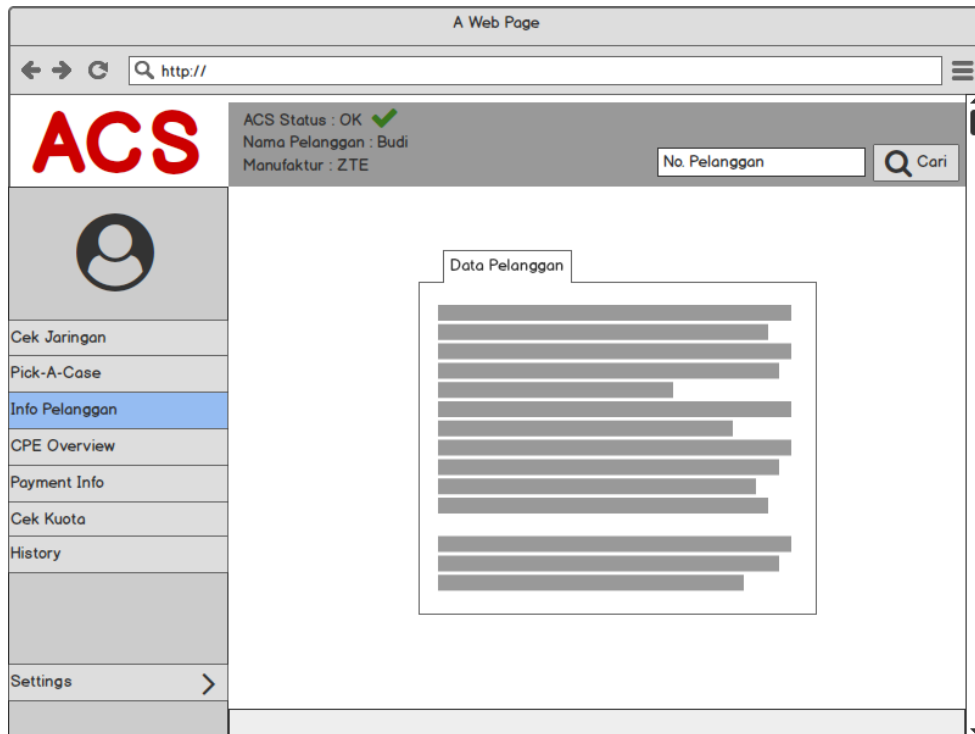 A Web Page
http://
ACS
ACS Status : OK
Nama Pelanggan : Budi
Manufaktur : ZTE
No. Pelanggan
Cari
Data Pelanggan
Cek Jaringan
Pick-A-Case
Info Pelanggan
CPE Overview
Payment Info
Cek Kuota
History
Settings